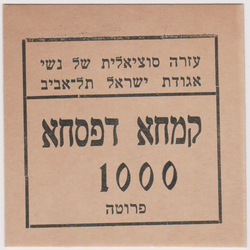 עזרה סוציאלית של נשי
אגודת ישראל תל־אביב
קמחא דפסחא
1000
פרוטה